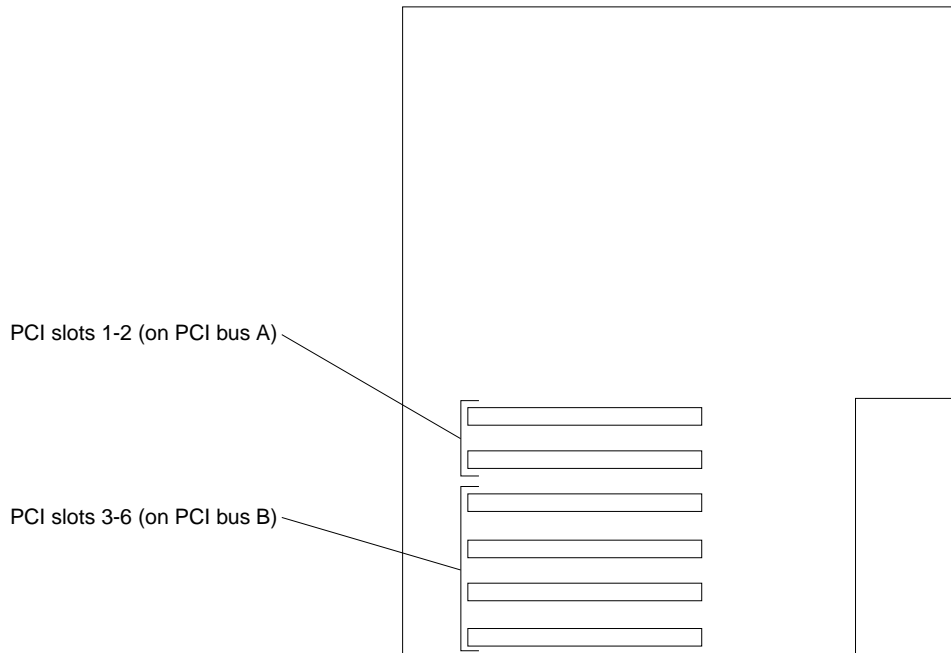 PCI slots 1-2 (on PCI bus A)
PCI slots 3-6 (on PCI bus B)